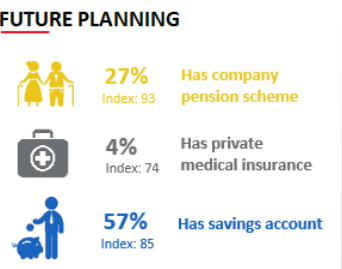 FUTURE PLANNING
27%
Index: 93
Has company
pension scheme
4%
Index: 74
Has private
medical insurance
57%
Index: 85
Has savings account